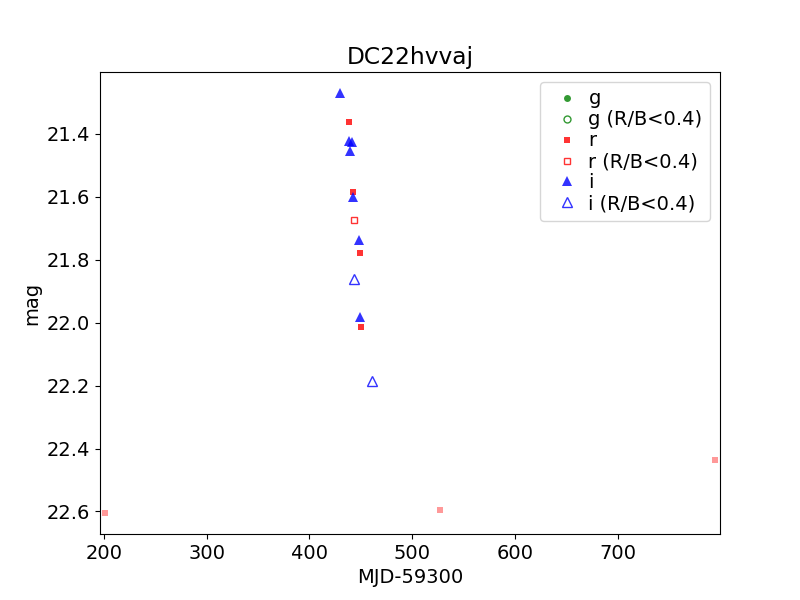 DC22hvvaj
g
g (R/B<0.4)
r
r (R/B<0.4)
i
i (R/B<0.4)
21.4
21.6
21.8
22.0
22.2
22.4
22.6
mag
200 300 400 500 600 700
MJD-59300